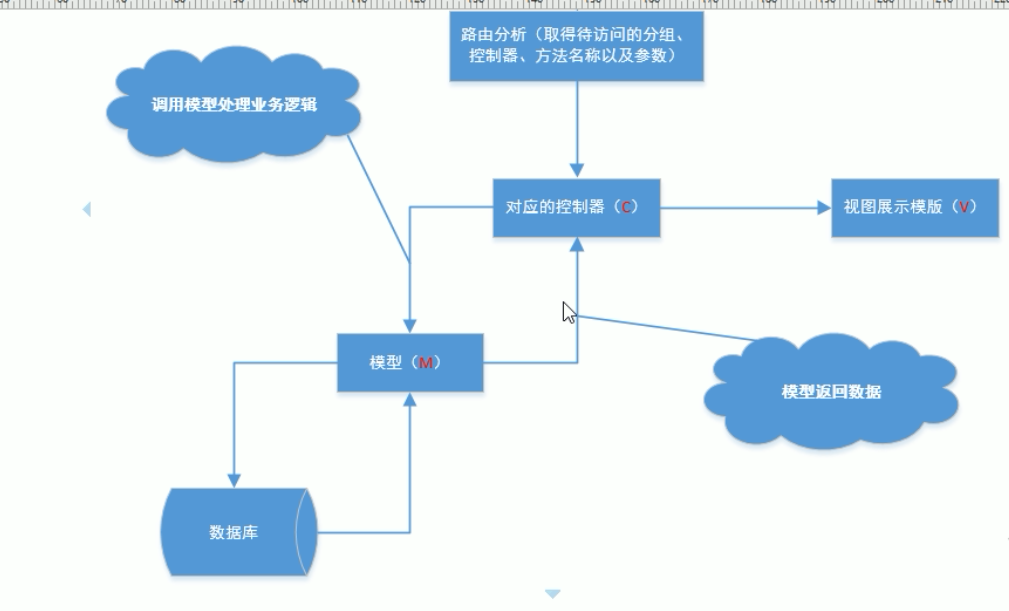 路由分析（取得待访问的分组、
控制器、方法名称以及参数）
调用模型处理业务逻辑
对应的控制器（C）
视图展示模版（V）
模型（M）
模型返回数据
数据库